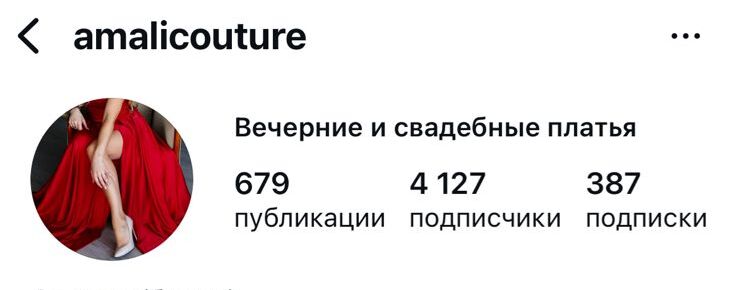 amalicouture
Вечерние и свадебные платья
679 4 127 387
публикации подписчики подписки